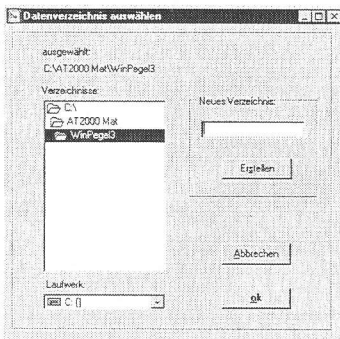 Datenverzeichnis auswählen
ausgewählt:
C:\AT2000 Mat\WinPegel3
Verzeichnisse:
C:\
AT2000 Mat
WinPegel3
Neues Verzeichnis:
Erstellen
Abbrechen
Laufwerk:
C: []
ok